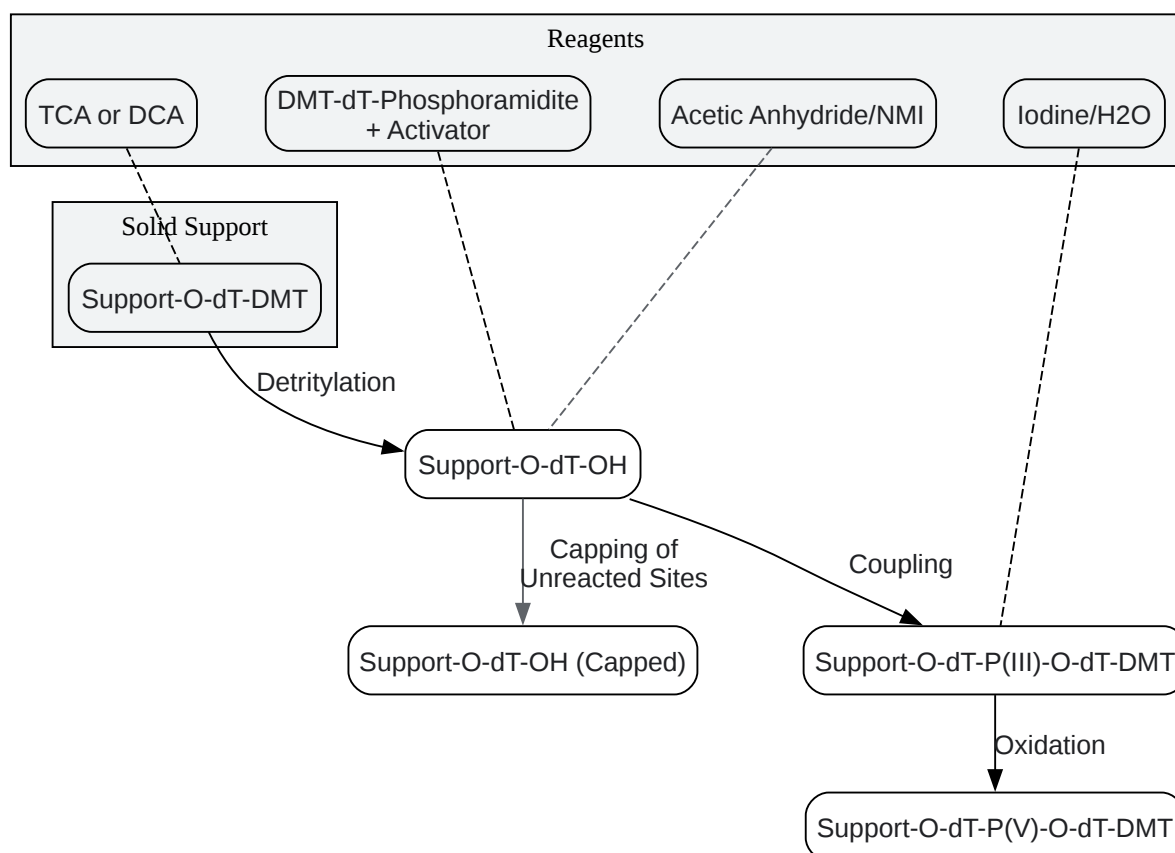 Reagents
TCA or DCA
DMT-dT-Phosphoramidite
+ Activator
Acetic Anhydride/NMI
Iodine/H2O
Solid Support
Support-O-dT-DMT
Detritylation
Support-O-dT-OH
Capping of
Unreacted Sites
Coupling
Support-O-dT-OH (Capped)
Support-O-dT-P(III)-O-dT-DMT
Oxidation
Support-O-dT-P(V)-O-dT-DMT